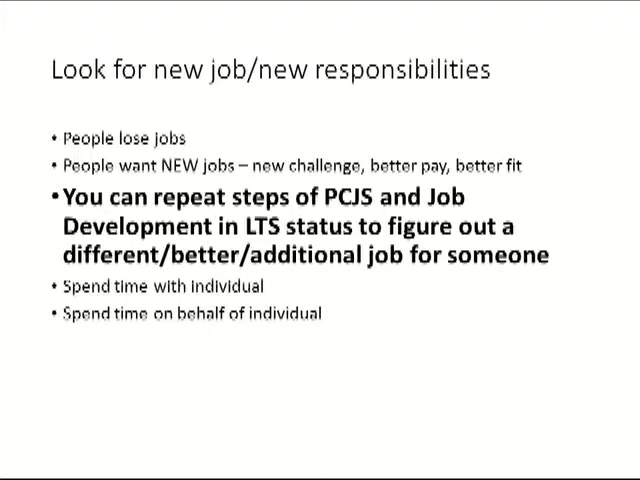 Look for new job/new responsibilities
• People lose jobs
• People want NEW jobs – new challenge, better pay, better fit
• You can repeat steps of PCJS and Job
Development in LTS status to figure out a
different/better/additional job for someone
• Spend time with individual
• Spend time on behalf of individual